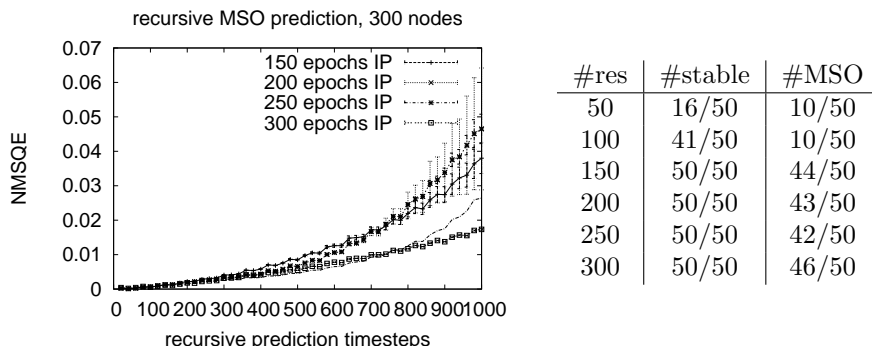 recursive MSO prediction, 300 nodes
NMSQE
0.07
0.06
0.05
0.04
0.03
0.02
0.01
0
150 epochs IP
200 epochs IP
250 epochs IP
300 epochs IP
0 100 200 300 400 500 600 700 800 900 1000
recursive prediction timesteps
#res #stable #MSO
50 16/50 10/50
100 41/50 10/50
150 50/50 44/50
200 50/50 43/50
250 50/50 42/50
300 50/50 46/50